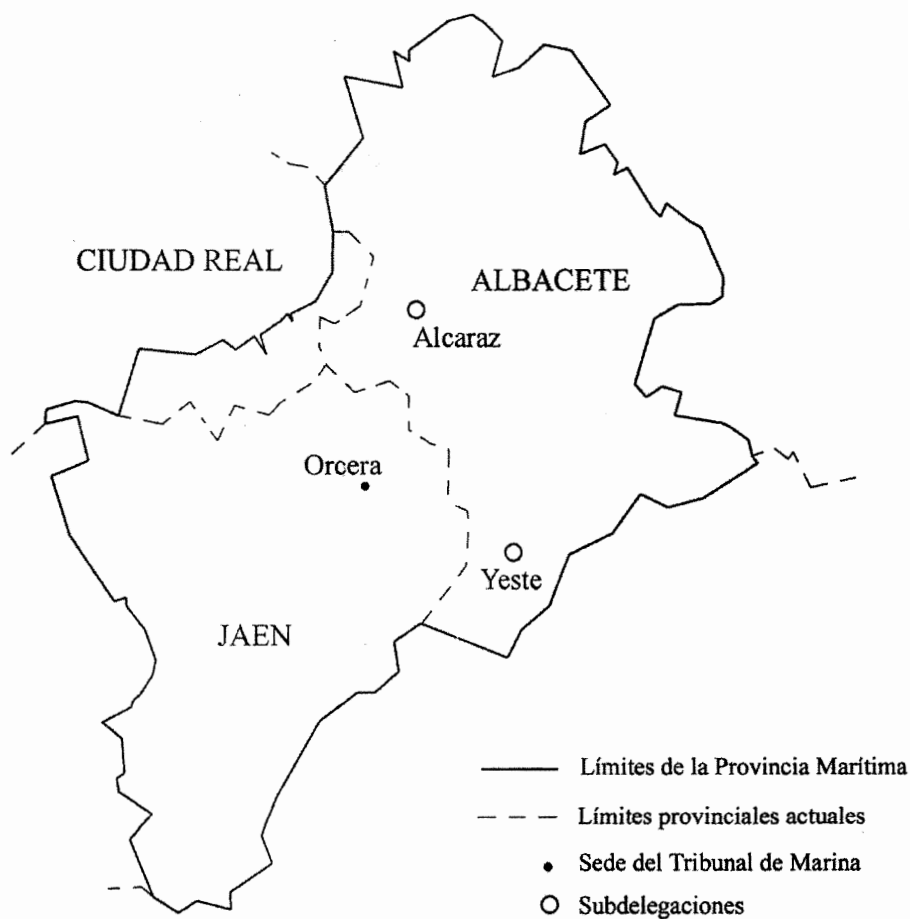 CIUDAD REAL
ALBACETE
Alcaraz
Orcera
Yeste
JAEN
Límites de la Provincia Marítima
Límites provinciales actuales
Sede del Tribunal de Marina
Subdelegaciones